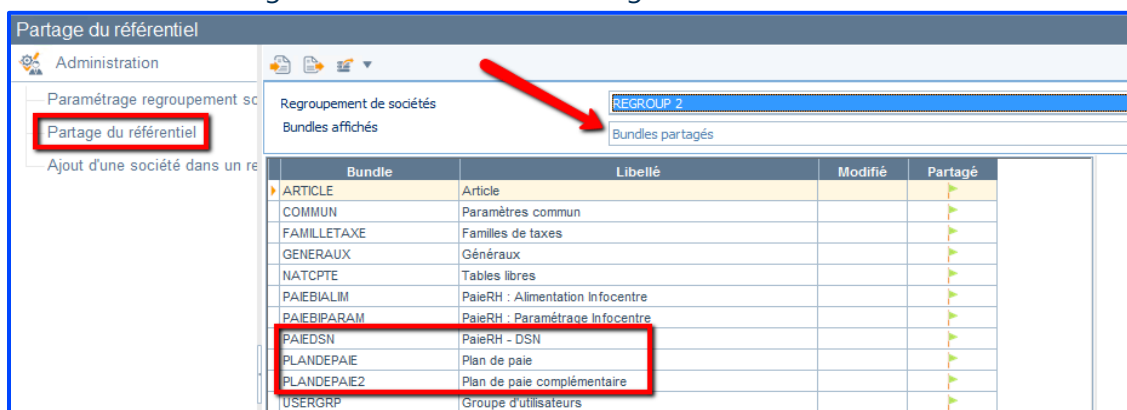 Partage du référentiel
Administration
Paramétrage regroupement so
Partage du référentiel
Ajout d'une société dans un re
Regroupement de sociétés REGROUP 2
Bundles affichés Bundles partagés
Bundle Libellé Modifié Partagé
ARTICLE Article
COMMUN Paramètres commun
FAMILLETAXE Familles de taxes
GENERAUX Généraux
NATCPTE Tables libres
PAIEBIALIM PaieRH : Alimentation Infocentre
PAIEBIPARAM PaieRH : Paramétrage Infocentre
PAIEDSN PaieRH - DSN
PLANDEPAIE Plan de paie
PLANDEPAIE2 Plan de paie complémentaire
USERGRP Groupe d'utilisateurs